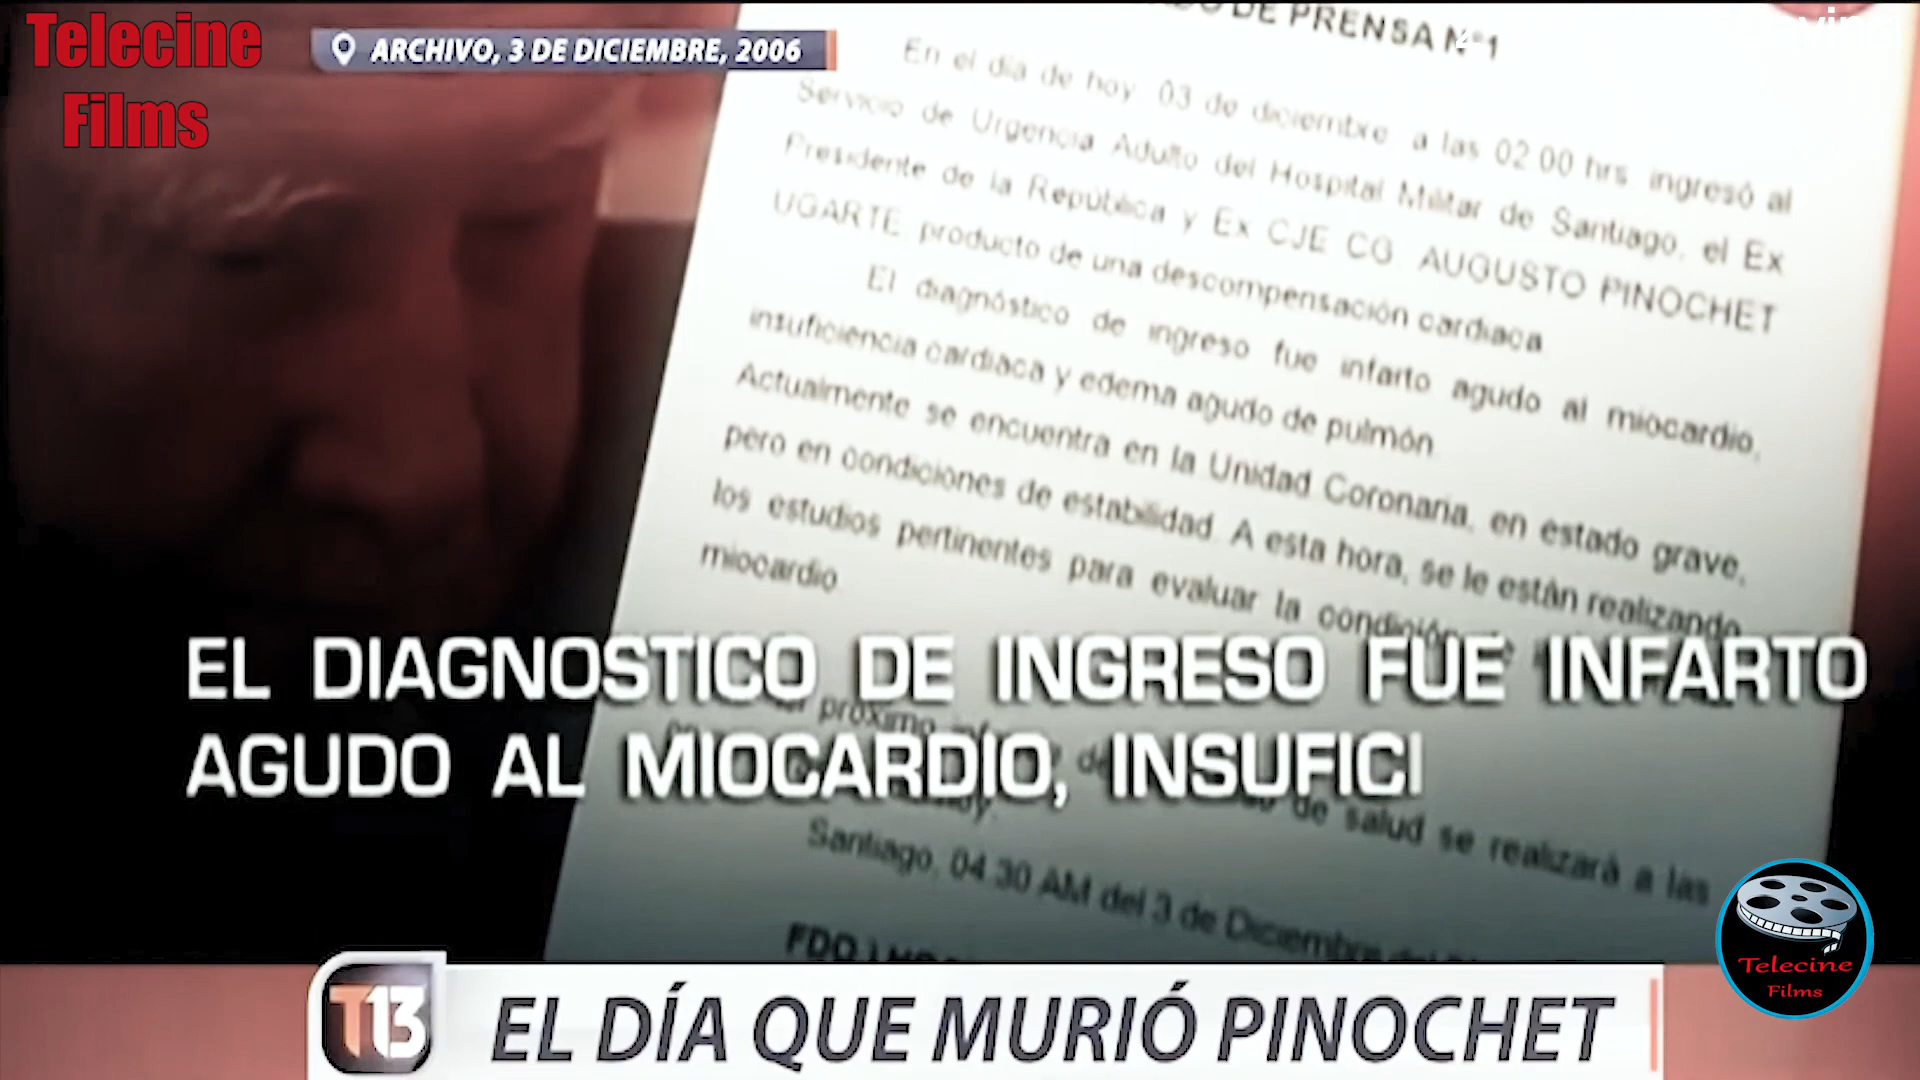 Telecine
Films
ARCHIVO, 3 DE DICIEMBRE, 2006
DE PRENSA N°1
En el día de hoy 03 de diciembre a las 02:00 hrs. ingresó al
Servicio de Urgencia Adulto del Hospital Militar de Santiago, el Ex
Presidente de la República y Ex CJE CG AUGUSTO PINOCHET
UGARTE producto de una descompensación cardiaca
El diagnóstico de ingreso fue infarto agudo al miocardio,
insuficiencia cardiaca y edema agudo de pulmón
Actualmente se encuentra en la Unidad Coronaria, en estado grave,
pero en condiciones de estabilidad. A esta hora, se le están realizando
los estudios pertinentes para evaluar la condición
miocardio.
EL DIAGNOSTICO DE INGRESO FUE INFARTO
AGUDO AL MIOCARDIO, INSUFICI
próximo
de salud se realizará a las
Santiago, 04:30 AM del 3 de Diciembre
T13
EL DÍA QUE MURIÓ PINOCHET
Telecine
Films